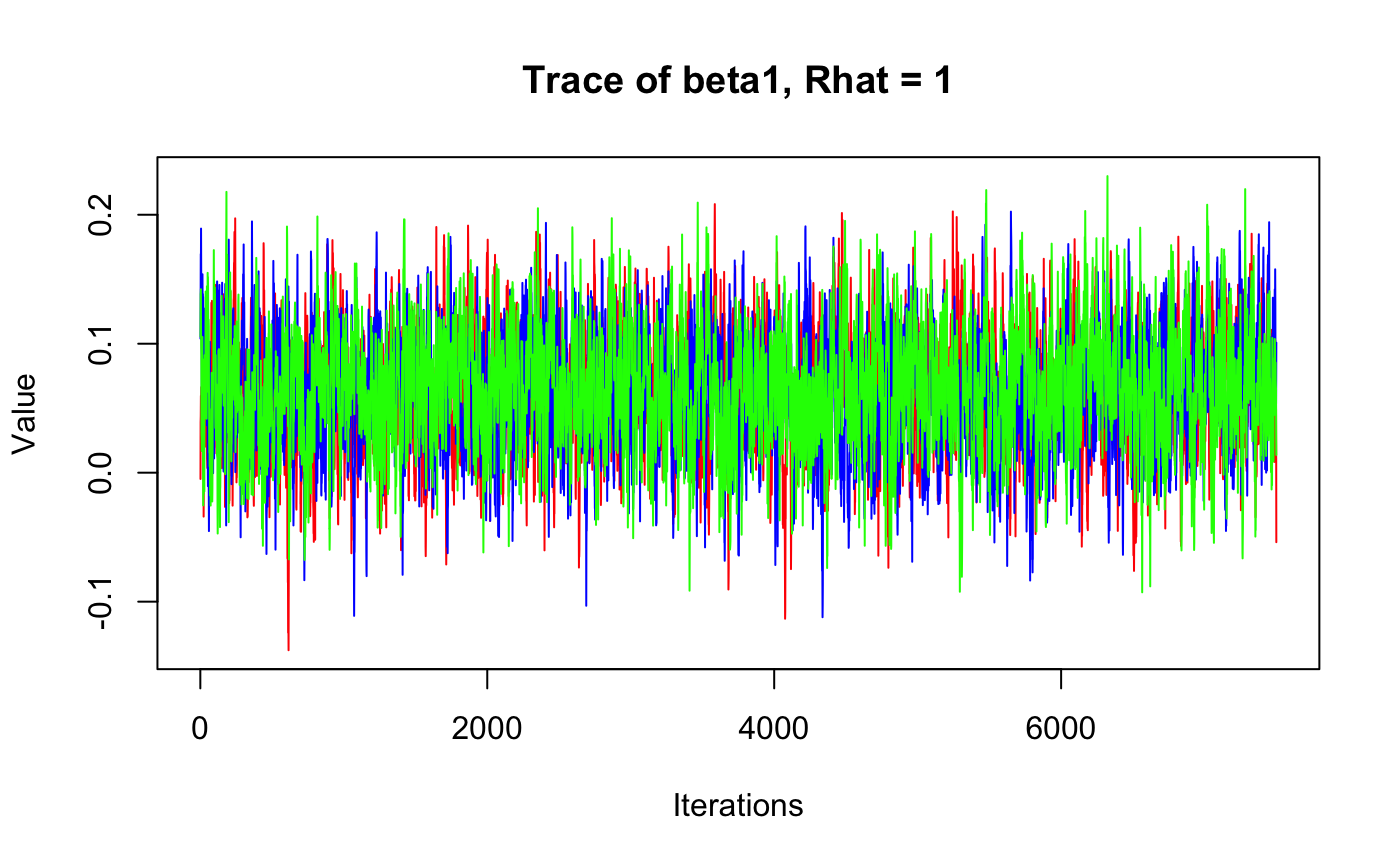 Trace of beta1, Rhat = 1
Value
0.2
0.1
0.0
-0.1
0 2000 4000 6000
Iterations